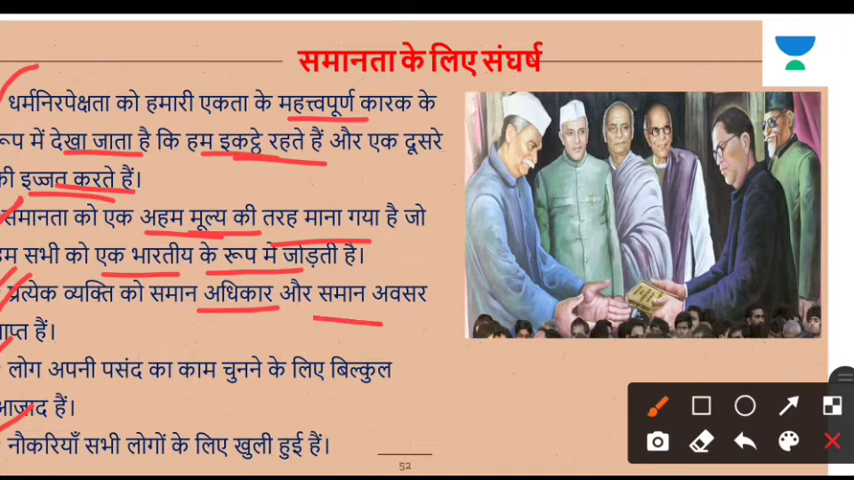 समानता के लिए संघर्ष
धर्मनिरपेक्षता को हमारी एकता के महत्त्वपूर्ण कारक के
रूप में देखा जाता है कि हम इकट्ठे रहते हैं और एक दूसरे
की इज्जत करते हैं।
समानता को एक अहम मूल्य की तरह माना गया है जो
हम सभी को एक भारतीय के रूप में जोड़ती है।
प्रत्येक व्यक्ति को समान अधिकार और समान अवसर
प्राप्त हैं।
लोग अपनी पसंद का काम चुनने के लिए बिल्कुल
आजाद हैं।
नौकरियाँ सभी लोगों के लिए खुली हुई हैं।
52